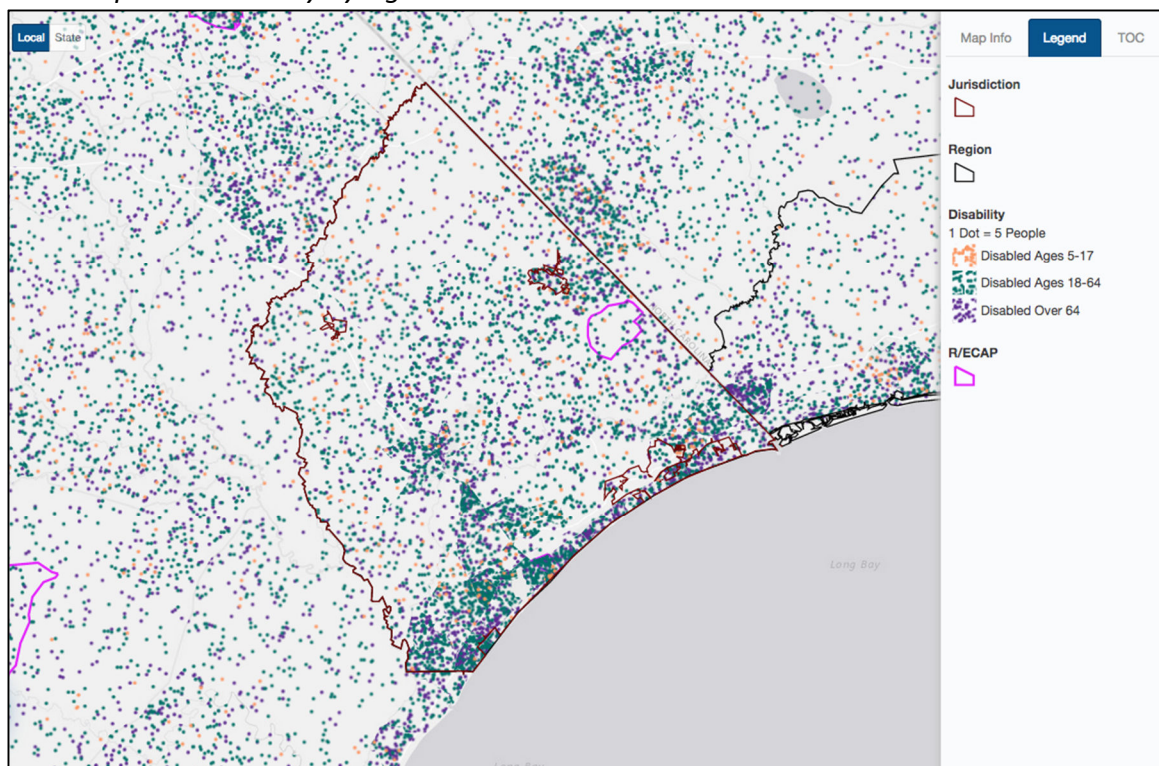 Local State
Map Info Legend TOC
Jurisdiction
Region
Disability
1 Dot = 5 People
Disabled Ages 5-17
Disabled Ages 18-64
Disabled Over 64
R/ECAP
Long Bay